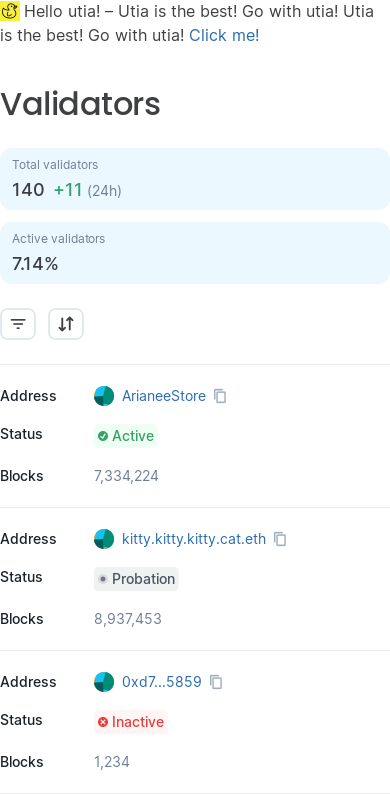 Hello utia! – Utia is the best! Go with utia! Utia
is the best! Go with utia! Click me!
Validators
Total validators
140 +11 (24h)
Active validators
7.14%
Address ArianeeStore
Status Active
Blocks 7,334,224
Address kitty.kitty.kitty.cat.eth
Status Probation
Blocks 8,937,453
Address 0xd7...5859
Status Inactive
Blocks 1,234